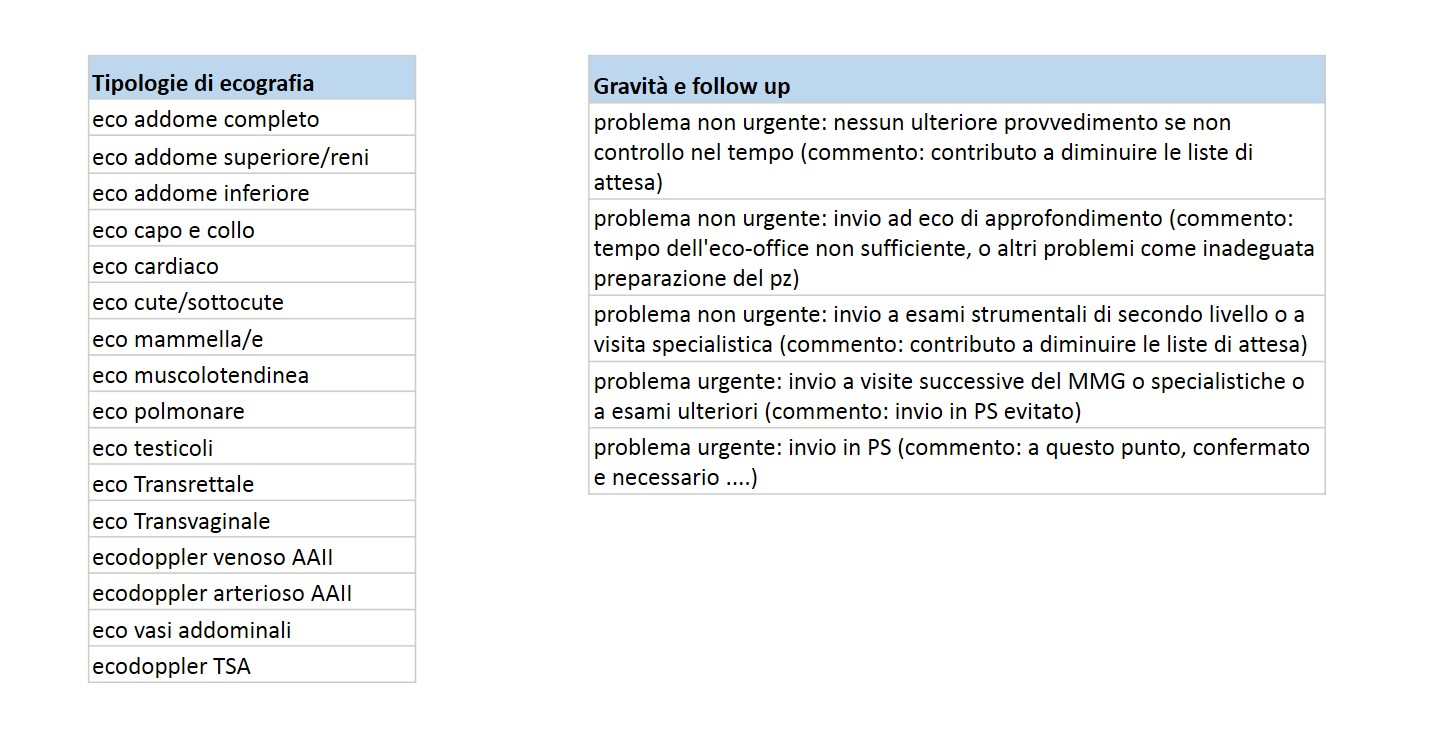 Tipologie di ecografia
eco addome completo
eco addome superiore/reni
eco addome inferiore
eco capo e collo
eco cardiaco
eco cute/sottocute
eco mammella/e
eco muscolotendinea
eco polmonare
eco testicoli
eco Transrettale
eco Transvaginale
ecodoppler venoso AAII
ecodoppler arterioso AAII
eco vasi addominali
ecodoppler TSA
Gravità e follow up
problema non urgente: nessun ulteriore provvedimento se non
controllo nel tempo (commento: contributo a diminuire le liste di
attesa)
problema non urgente: invio ad eco di approfondimento (commento:
tempo dell'eco-office non sufficiente, o altri problemi come inadeguata
preparazione del pz)
problema non urgente: invio a esami strumentali di secondo livello o a
visita specialistica (commento: contributo a diminuire le liste di attesa)
problema urgente: invio a visite successive del MMG o specialistiche o
a esami ulteriori (commento: invio in PS evitato)
problema urgente: invio in PS (commento: a questo punto, confermato
e necessario ....)